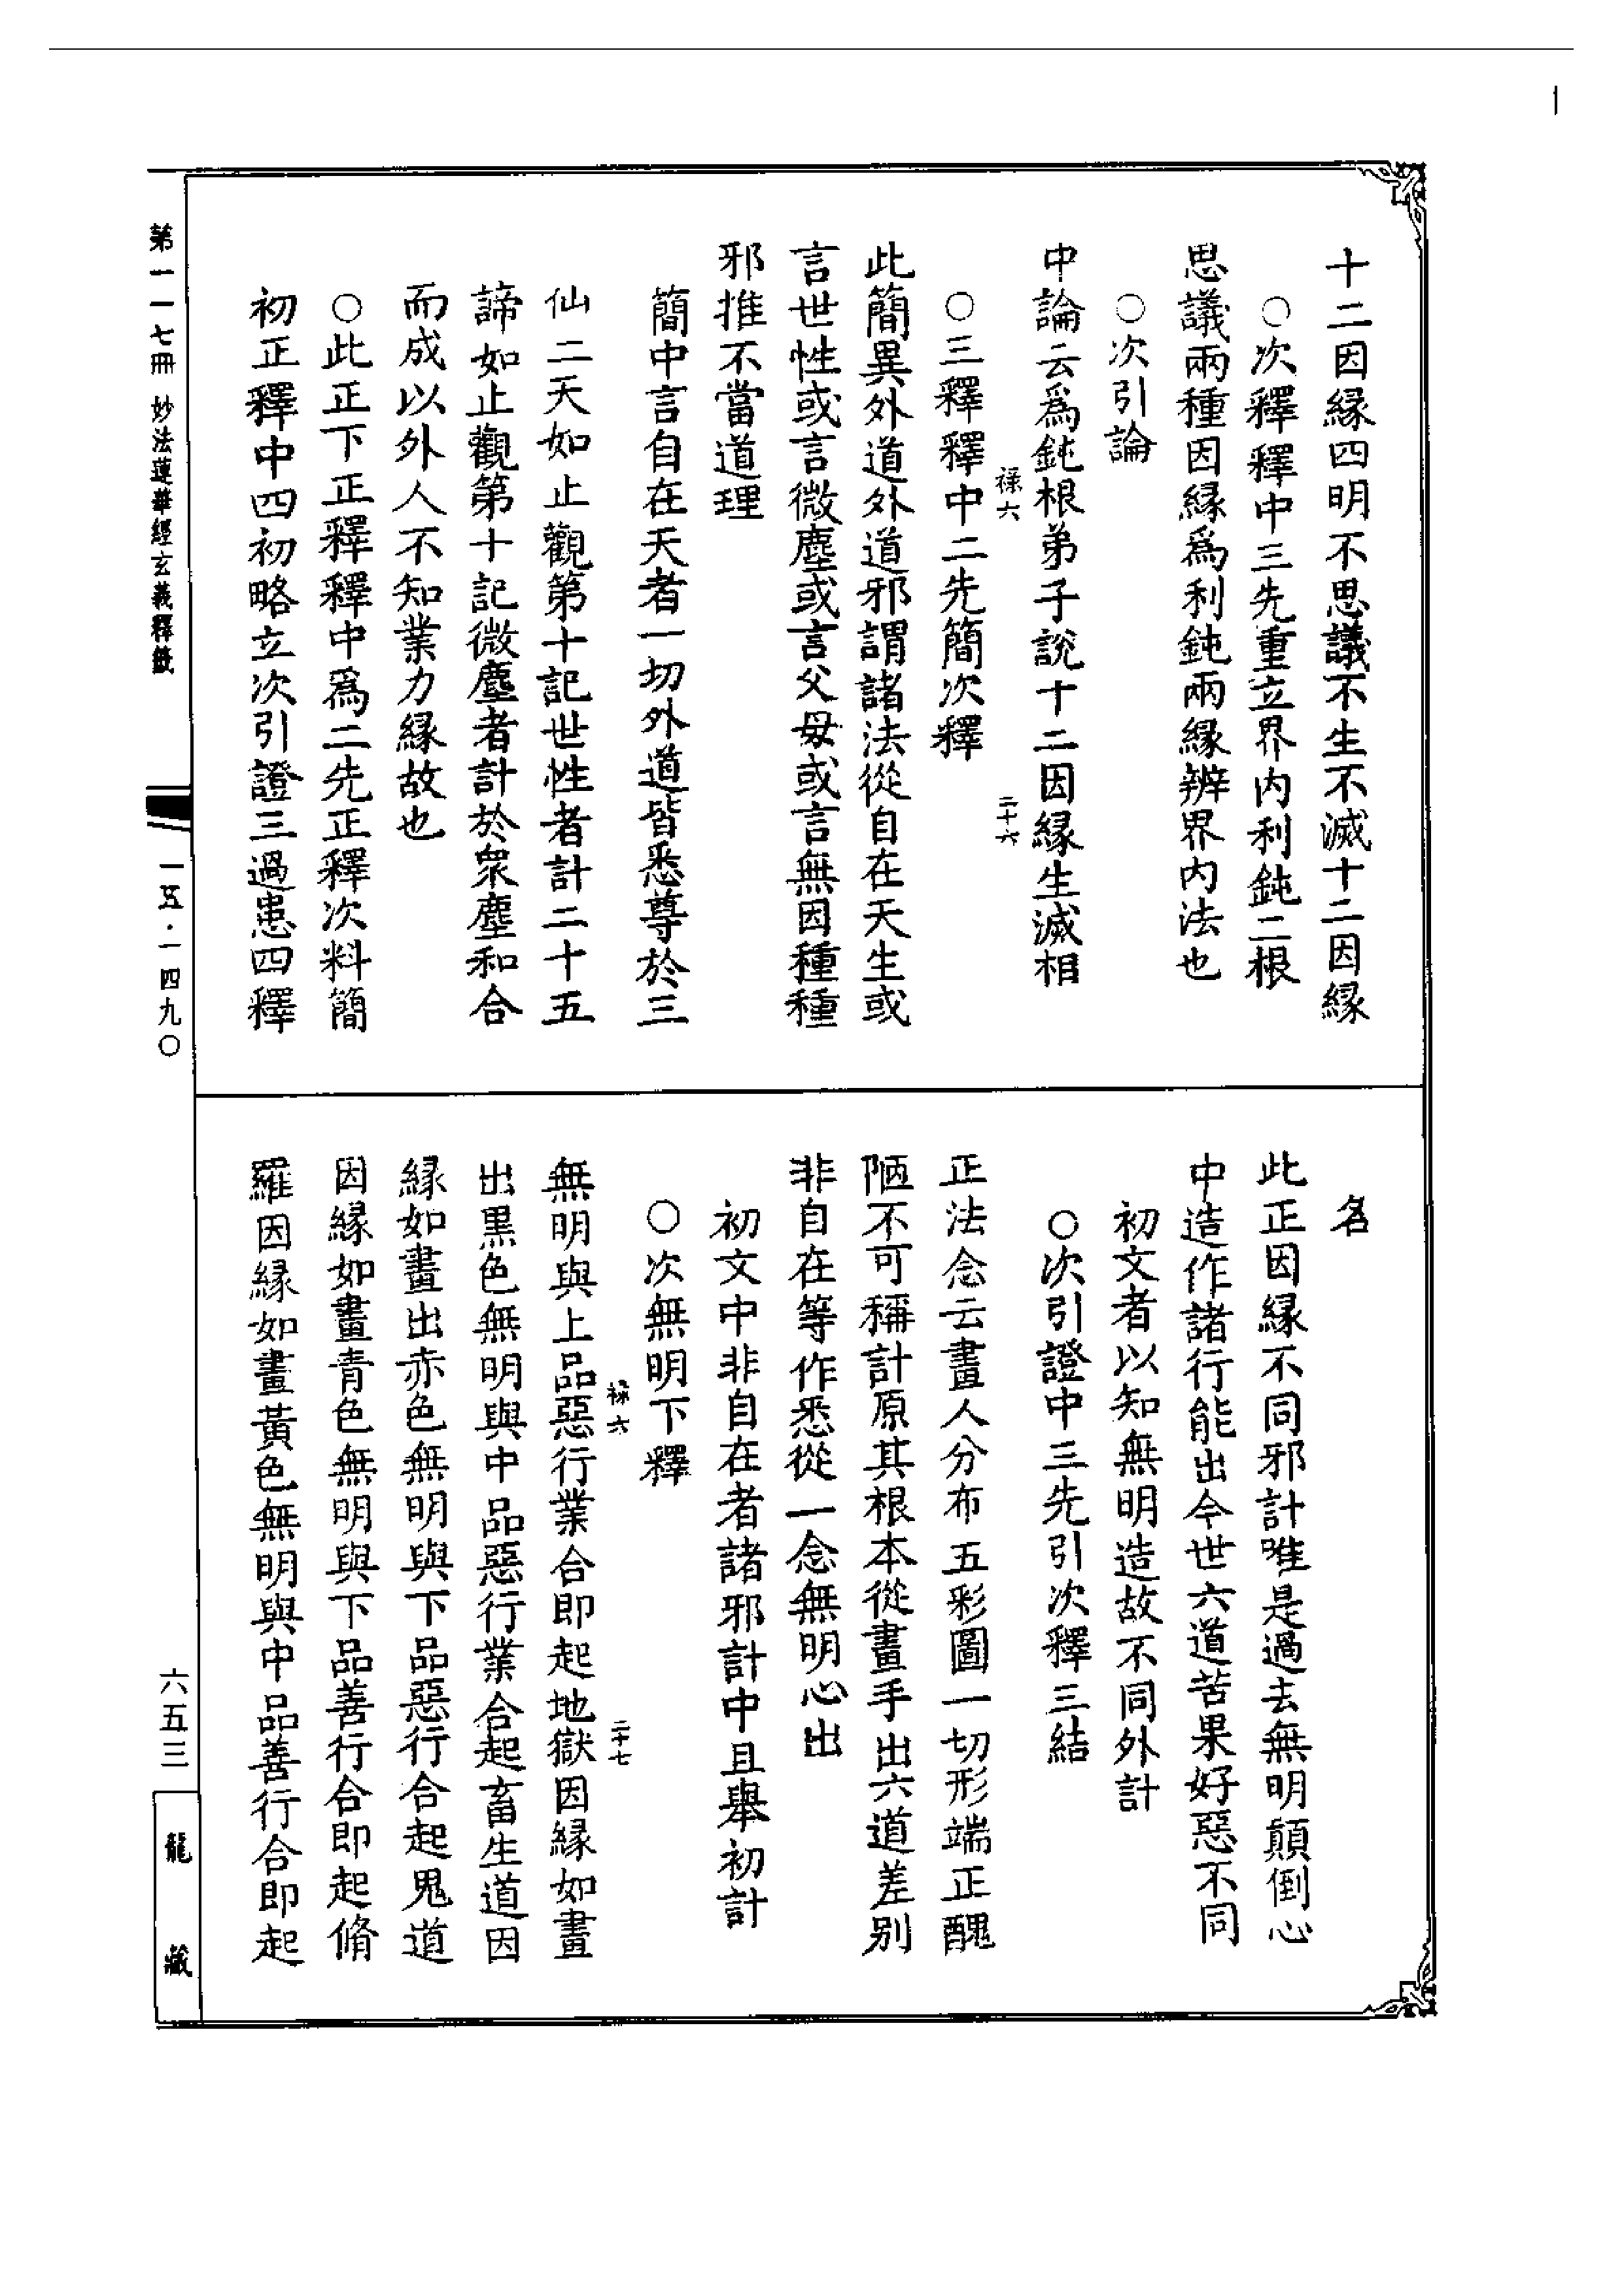 十二因緣四明不思議不生不滅十二因緣
○次釋釋中三先重立界內利鈍二根
思議兩種因緣爲利鈍兩緣辨界內法也
○次引論
中論云爲鈍根弟子說十二因緣生滅相
祿六 二十六
○三釋釋中二先簡次釋
此簡異外道外道邪謂諸法從自在天生或
言世性或言微塵或言父母或言無因種種
邪推不當道理
簡中言自在天者一切外道皆悉尊於三
仙二天如止觀第十記世性者計二十五
諦如止觀第十記微塵者計於衆塵和合
而成以外人不知業力緣故也
○此正下正釋釋中爲二先正釋次料簡
初正釋中四初略立次引證三過患四釋
名
此正因緣不同邪計唯是過去無明顛倒心
中造作諸行能出今世六道苦果好惡不同
初文者以知無明造故不同外計
○次引證中三先引次釋三結
正法念云畫人分布五彩圖一切形端正醜
陋不可稱計原其根本從畫手出六道差別
非自在等作悉從一念無明心出
初文中非自在者諸邪計中且舉初計
○次無明下釋
祿六 二十七
無明與上品惡行業合即起地獄因緣如畫
出黑色無明與中品惡行業合起畜生道因
緣如畫出赤色無明與下品惡行合起鬼道
因緣如畫青色無明與下品善行合即起脩
羅因緣如畫黃色無明與中品善行合即起
第一一七冊 妙法蓮華經玄義釋籤
一五·一四九〇
六五三
龍藏